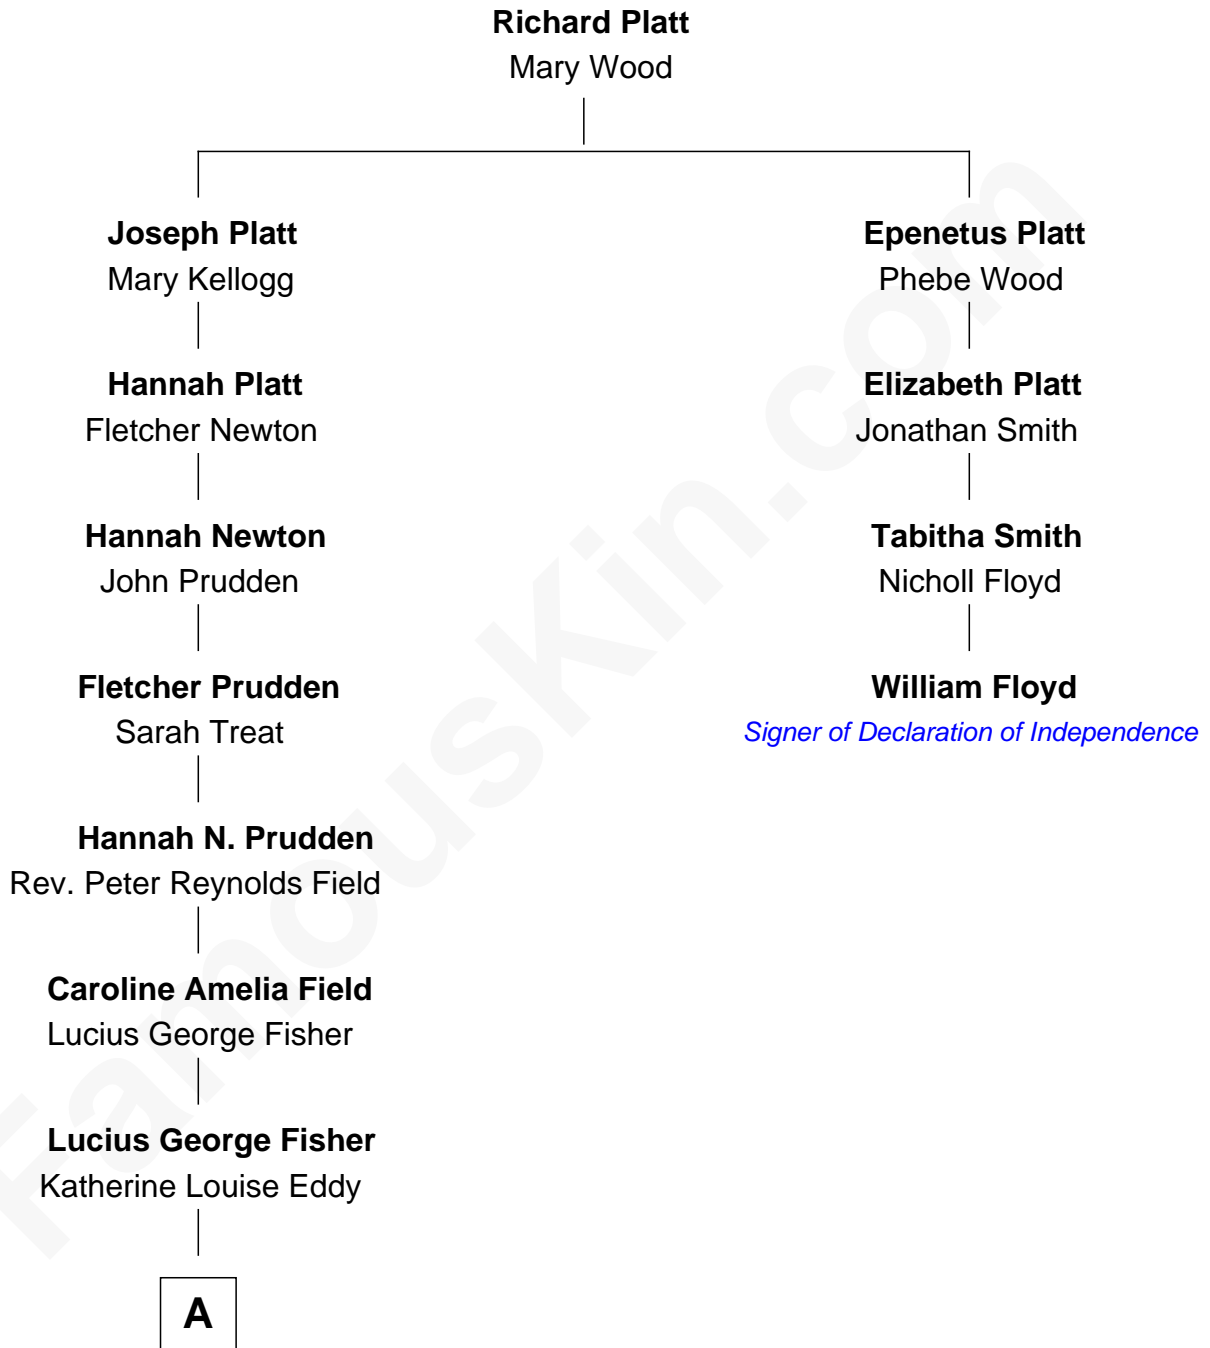 Richard Platt
Mary Wood
Joseph Platt
Mary Kellogg
Epenetus Platt
Phebe Wood
Hannah Platt
Fletcher Newton
Elizabeth Platt
Jonathan Smith
Hannah Newton
John Prudden
Tabitha Smith
Nicholl Floyd
Fletcher Prudden
Sarah Treat
William Floyd
Signer of Declaration of Independence
Hannah N. Prudden
Rev. Peter Reynolds Field
Caroline Amelia Field
Lucius George Fisher
Lucius George Fisher
Katherine Louise Eddy
A
FamousKin.com